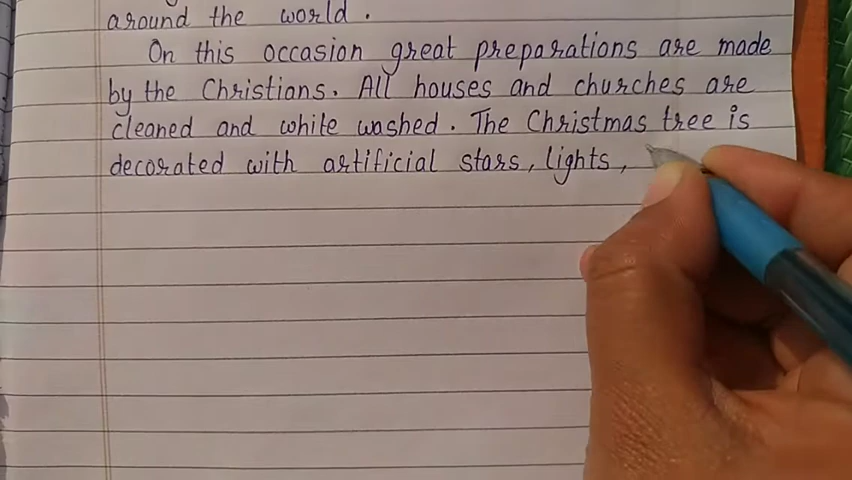 around the world.
On this occasion great preparations are made
by the Christians. All houses and churches are
cleaned and white washed. The Christmas tree is
decorated with artificial stars, lights,